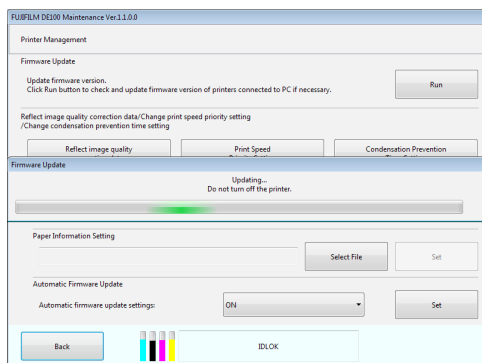 FUJIFILM DE100 Maintenance Ver.1.1.0.0
Printer Management
Firmware Update
Update firmware version.
Click Run button to check and update firmware version of printers connected to PC if necessary.
Run
Reflect image quality correction data/Change print speed priority setting
/Change condensation prevention time setting
Reflect image quality
Print Speed
Condensation Prevention
Firmware Update
Updating...
Do not turn off the printer.
Paper Information Setting
Select File
Set
Automatic Firmware Update
Automatic firmware update settings:
ON
Set
Back
IDLOK